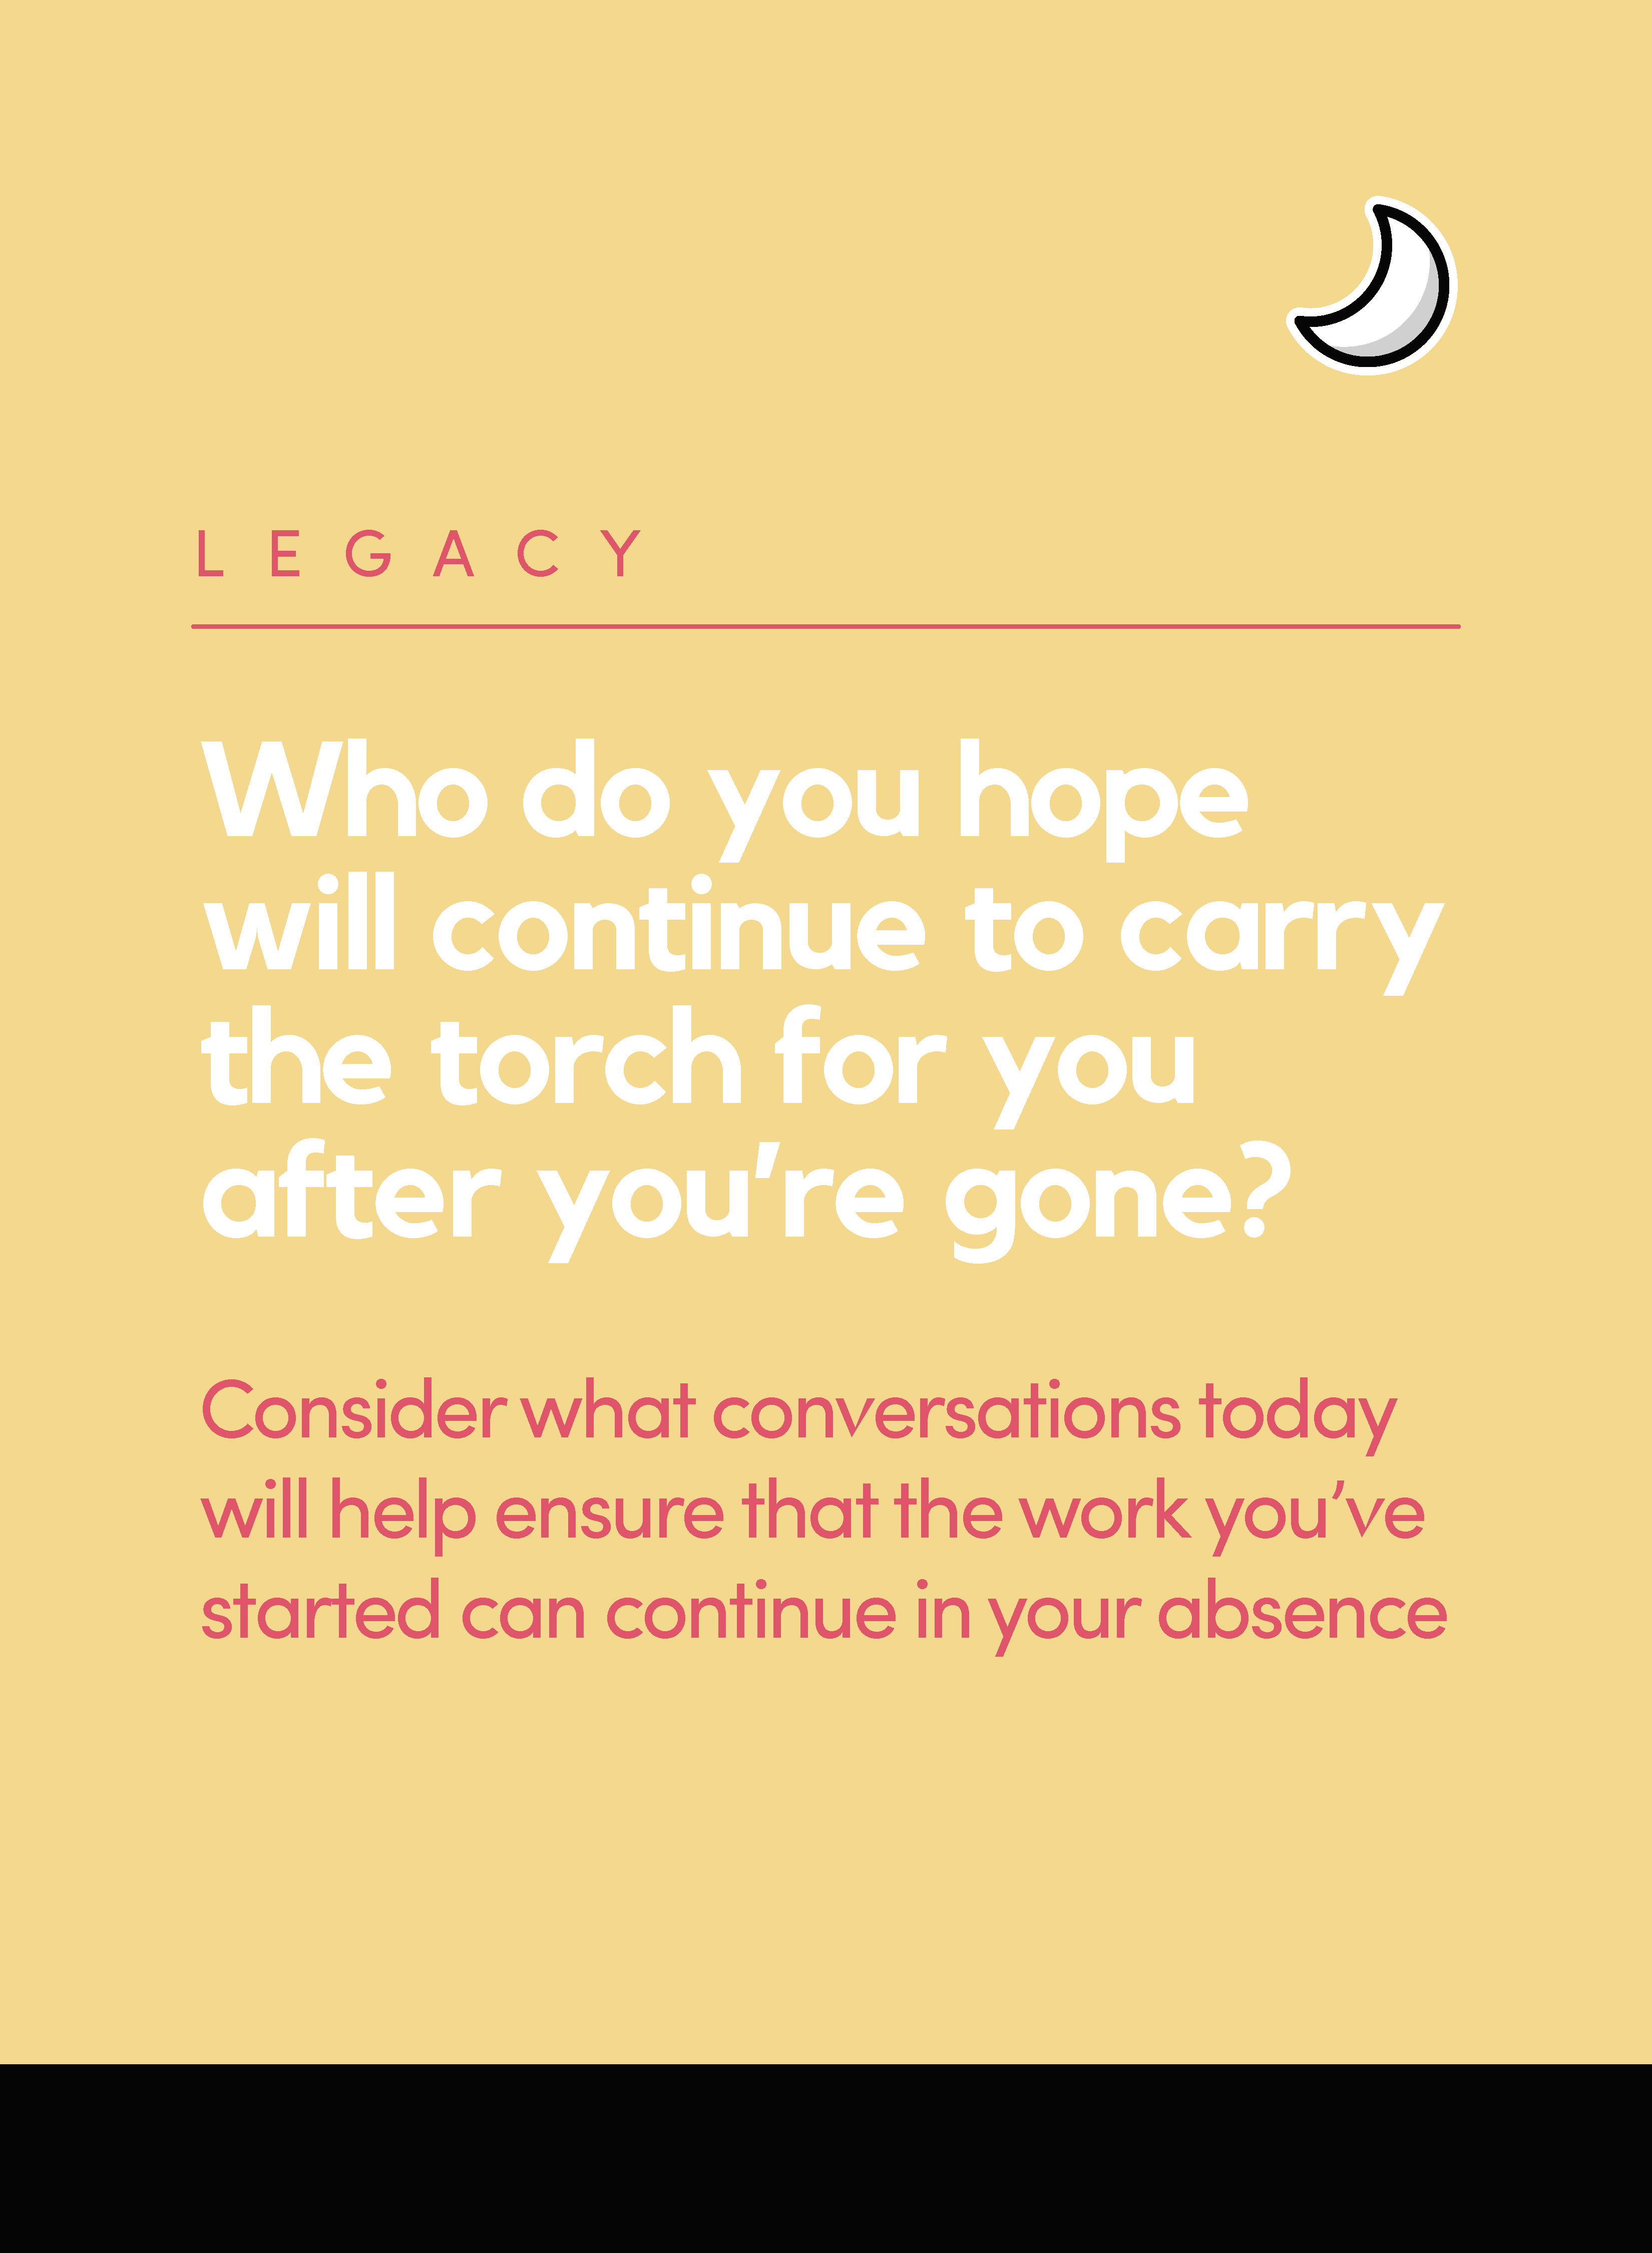 LEGACY
Who do you hope
will continue to carry
the torch for you
after you’re gone?
Consider what conversations today
will help ensure that the work you’ve
started can continue in your absence